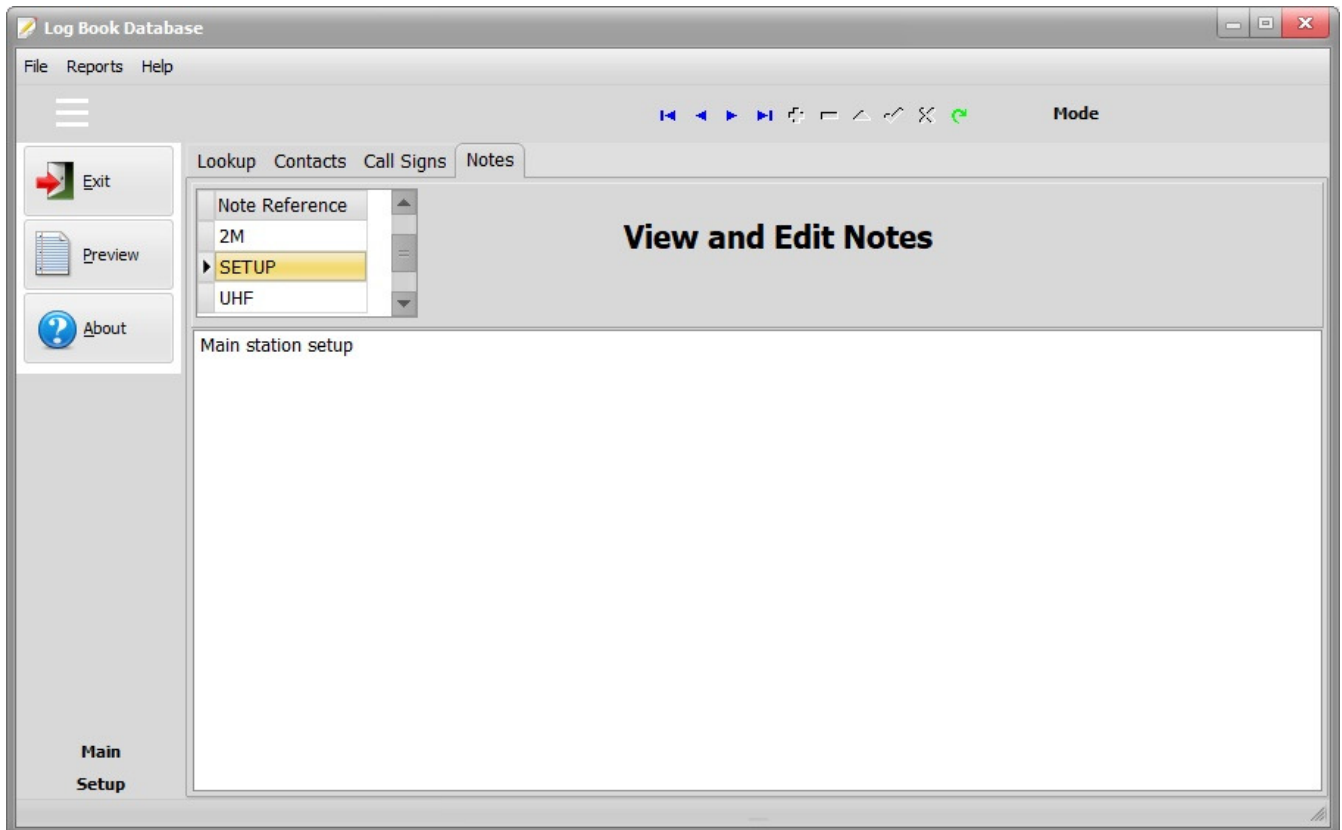 Log Book Database
File Reports Help
Mode
Exit
Preview
About
Lookup Contacts Call Signs Notes
Note Reference
2M
SETUP
UHF
View and Edit Notes
Main station setup
Main
Setup